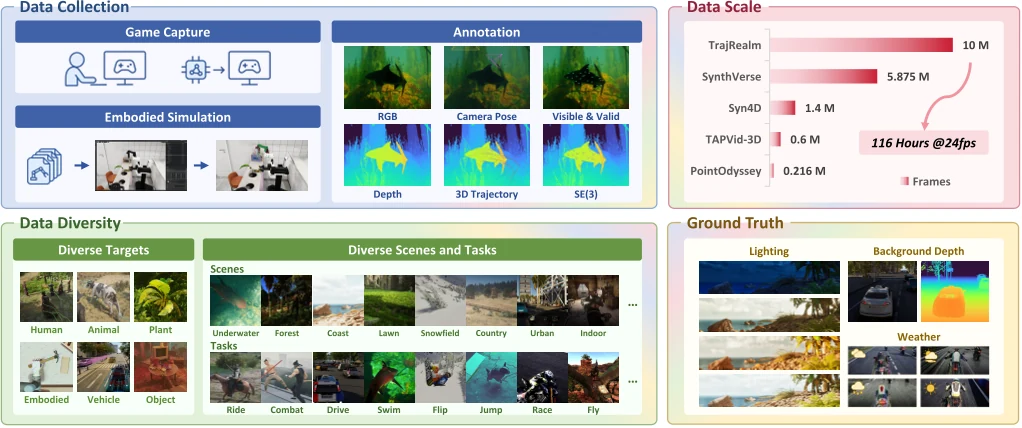 Data Collection
Game Capture
Embodied Simulation
Annotation
RGB
Camera Pose
Visible & Valid
Depth
3D Trajectory
SE(3)
Data Scale
TrajRealm
10 M
SynthVerse
5.875 M
Syn4D
1.4 M
TAPVid-3D
0.6 M
PointOdyssey
0.216 M
116 Hours @24fps
Frames
Data Diversity
Diverse Targets
Human
Animal
Plant
Embodied
Vehicle
Object
Diverse Scenes and Tasks
Scenes
Underwater
Forest
Coast
Lawn
Snowfield
Country
Urban
Indoor
...
Tasks
Ride
Combat
Drive
Swim
Flip
Jump
Race
Fly
...
Ground Truth
Lighting
Background Depth
Weather